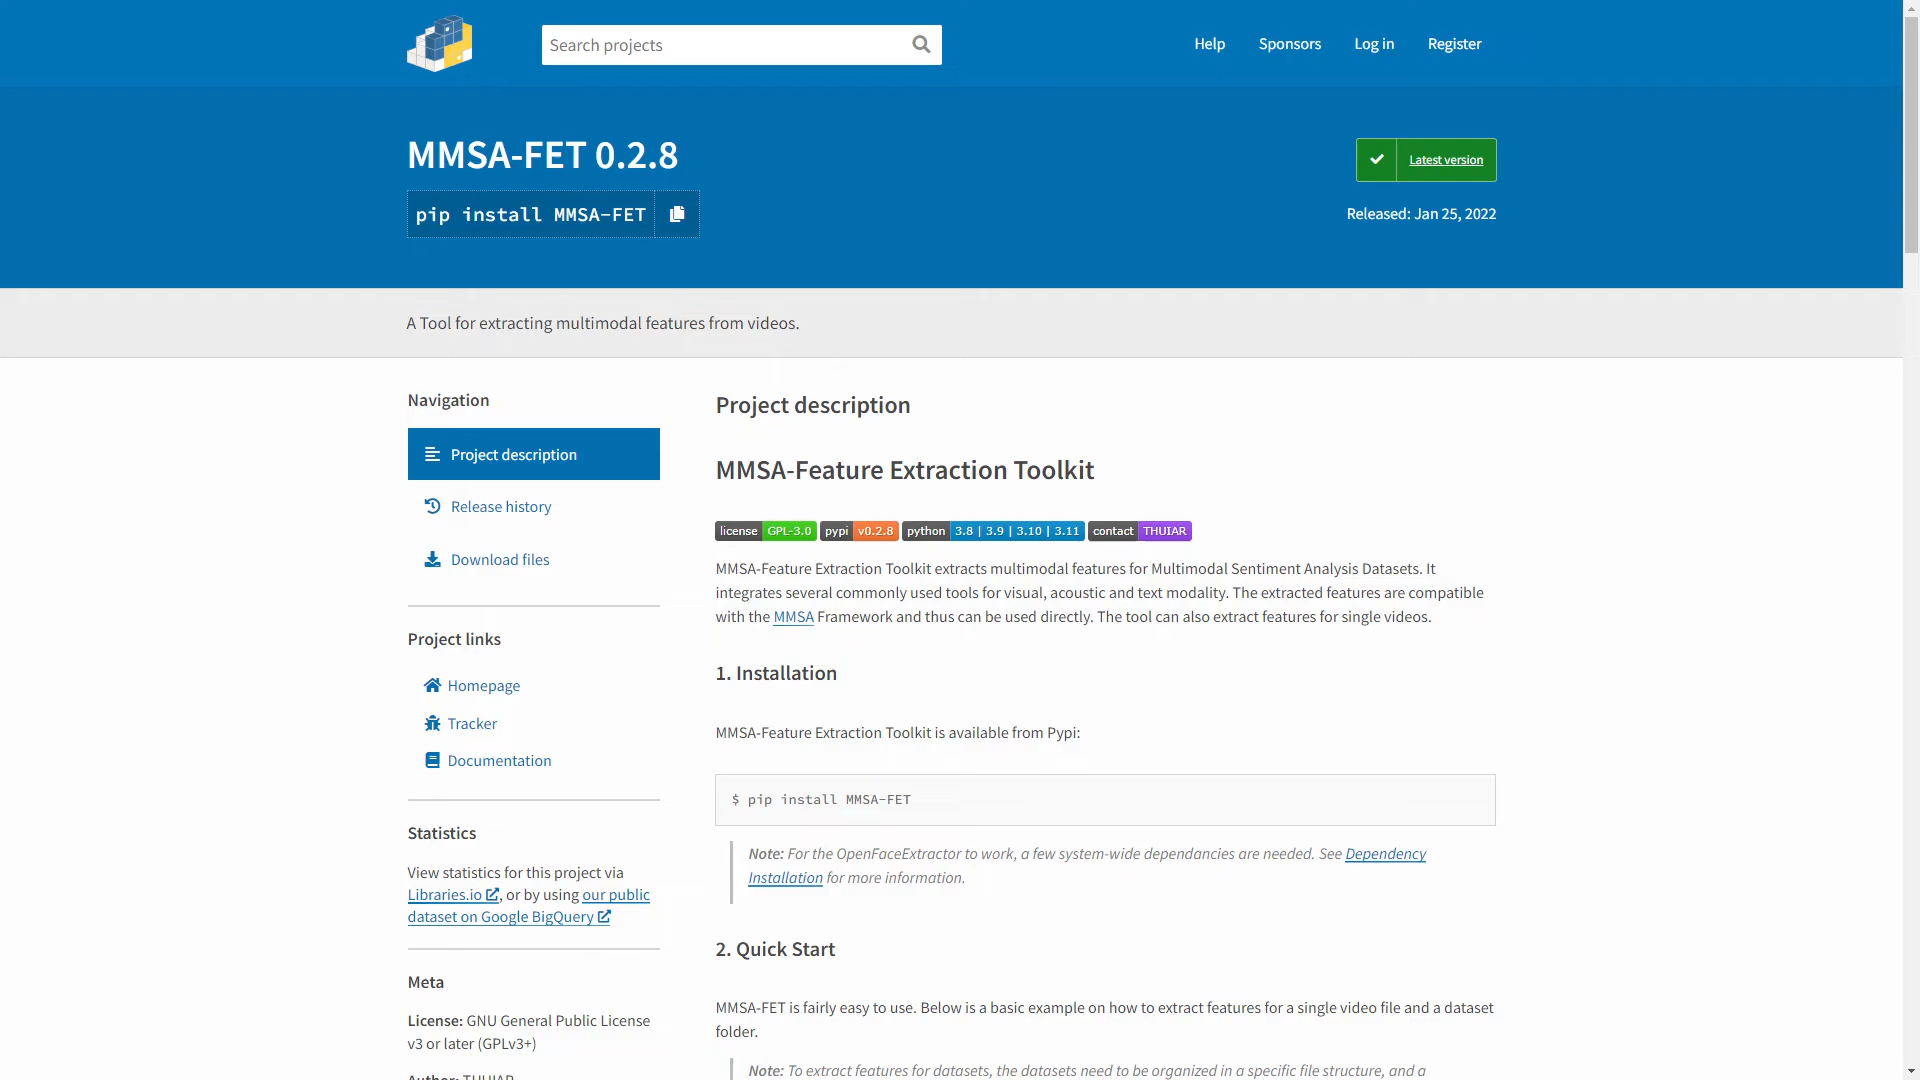 Search projects
Help
Sponsors
Log in
Register
MMSA-FET 0.2.8
pip install MMSA-FET
Latest version
Released: Jan 25, 2022
A Tool for extracting multimodal features from videos.
Navigation
Project description
Release history
Download files
Project links
Homepage
Tracker
Documentation
Statistics
View statistics for this project via
Libraries.io, or by using our public
dataset on Google BigQuery
Meta
License: GNU General Public License
v3 or later (GPLv3+)
Author: THUIAR
Project description
MMSA-Feature Extraction Toolkit
license GPL-3.0 pypi v0.2.8 python 3.8 | 3.9 | 3.10 | 3.11 contact THUIAR
MMSA-Feature Extraction Toolkit extracts multimodal features for Multimodal Sentiment Analysis Datasets. It
integrates several commonly used tools for visual, acoustic and text modality. The extracted features are compatible
with the MMSA Framework and thus can be used directly. The tool can also extract features for single videos.
1. Installation
MMSA-Feature Extraction Toolkit is available from Pypi:
$ pip install MMSA-FET
Note: For the OpenFaceExtractor to work, a few system-wide dependancies are needed. See Dependency
Installation for more information.
2. Quick Start
MMSA-FET is fairly easy to use. Below is a basic example on how to extract features for a single video file and a dataset
folder.
Note: To extract features for datasets, the datasets need to be organized in a specific file structure, and a